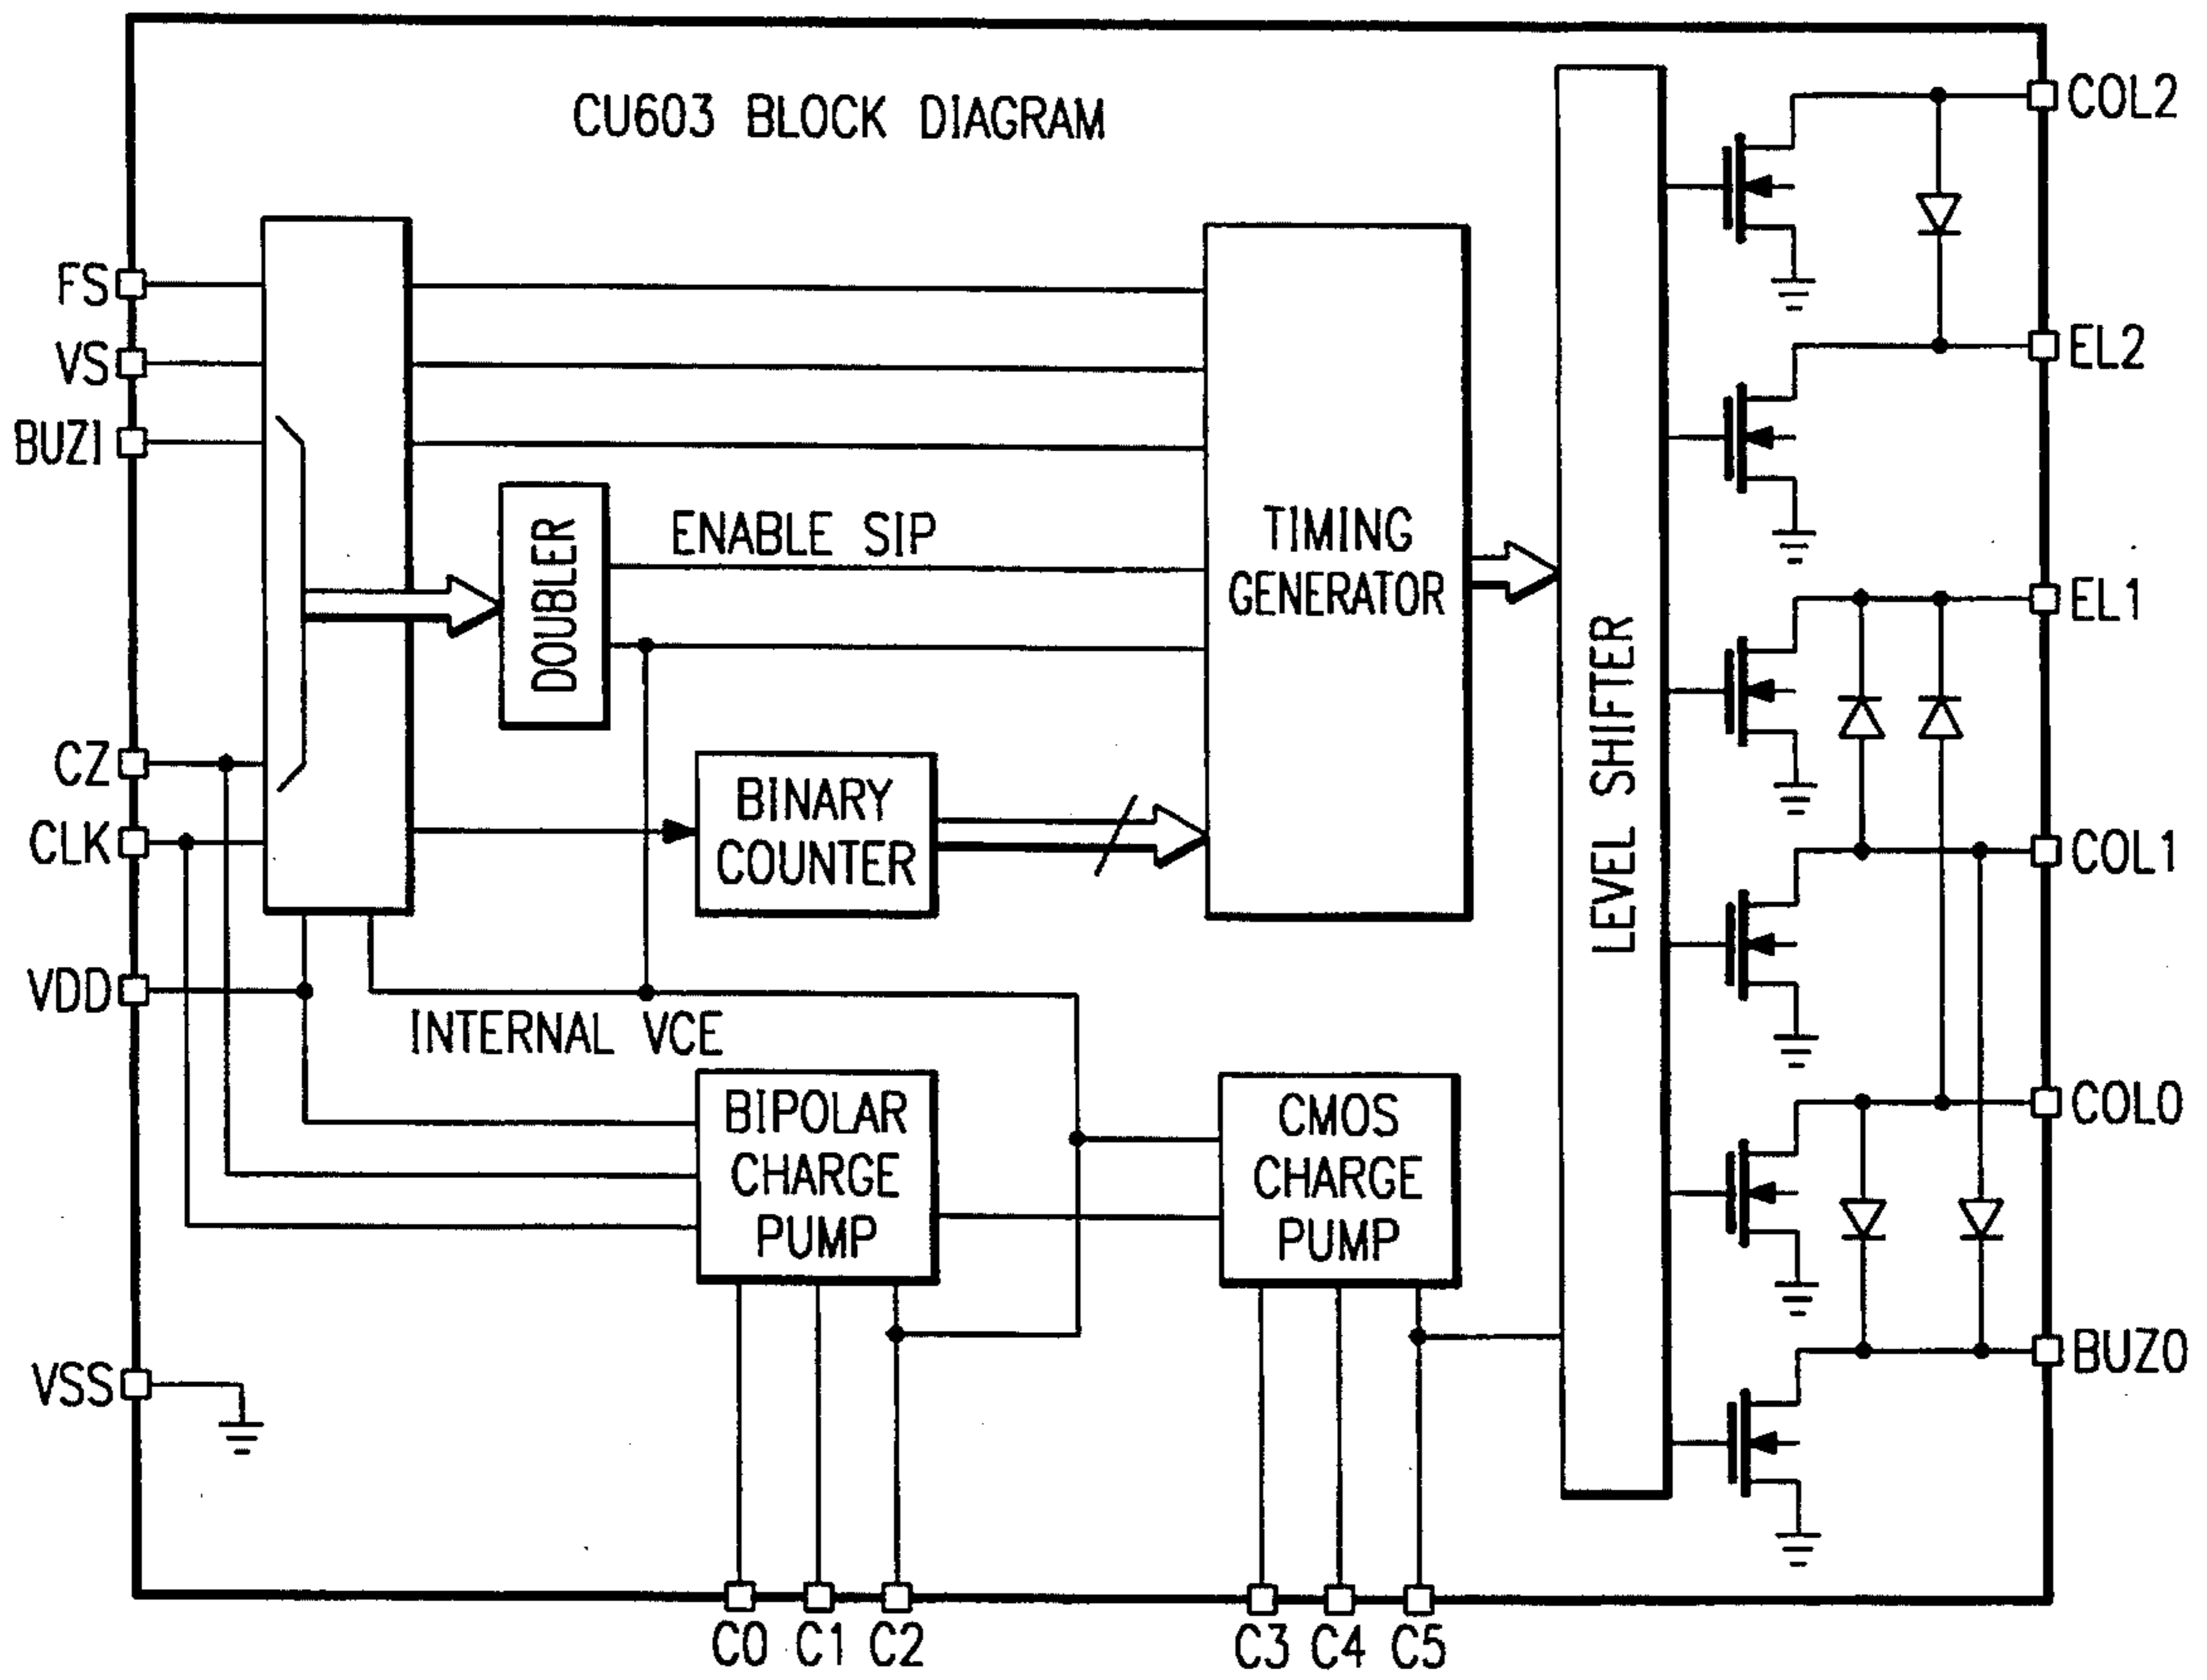 CU603 BLOCK DIAGRAM
FS
VS
BUZI
CZ
CLK
VDD
VSS
DOUBLER
ENABLE SIP
BINARY
COUNTER
TIMING
GENERATOR
INTERNAL VCE
BIPOLAR
CHARGE
PUMP
CMOS
CHARGE
PUMP
LEVEL SHIFTER
COL2
EL2
EL1
COL1
COL0
BUZO
C0
C1
C2
C3
C4
C5